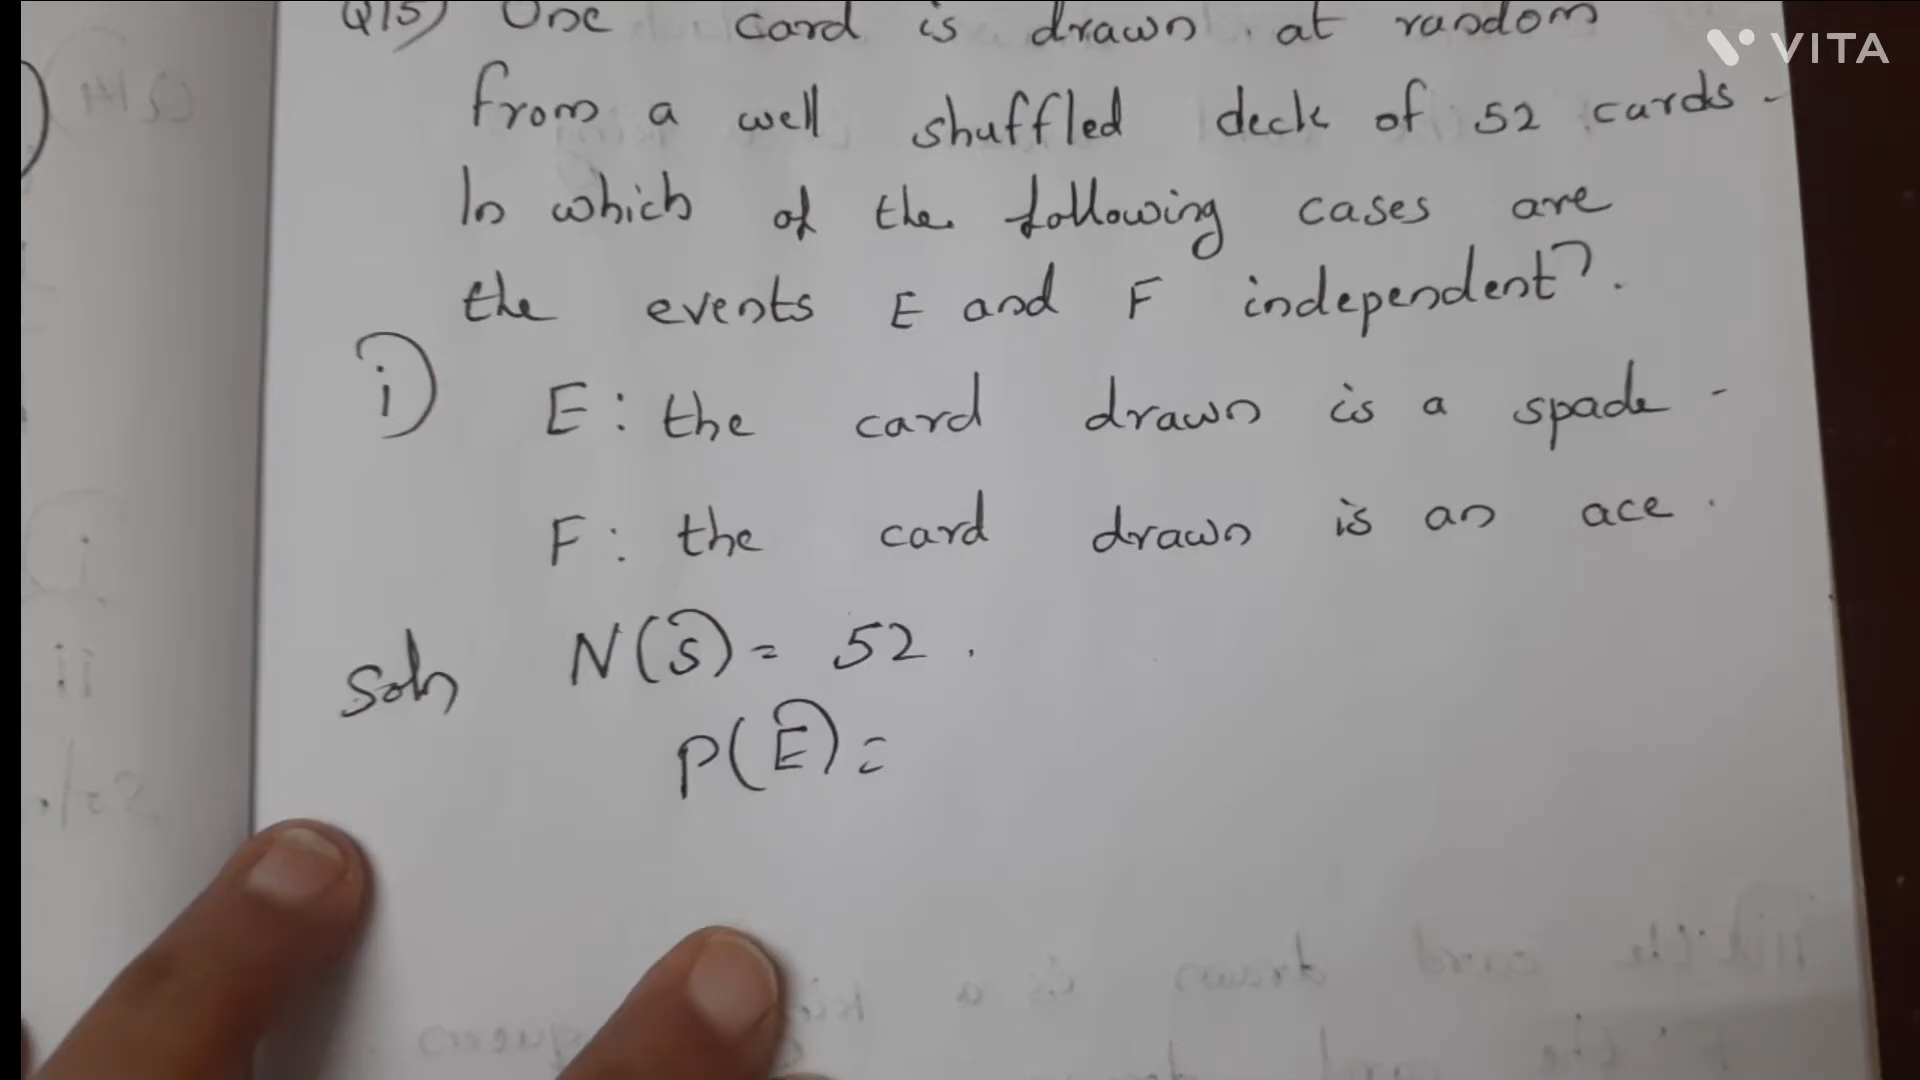 Q15) One card is drawn at random
VITA
from a well shuffled deck of 52 cards.
In which of the following cases are
the events E and F independent?.
i) E: the card drawn is a spade.
F: the card drawn is an ace.
Soln N(S) = 52.
P(E) =